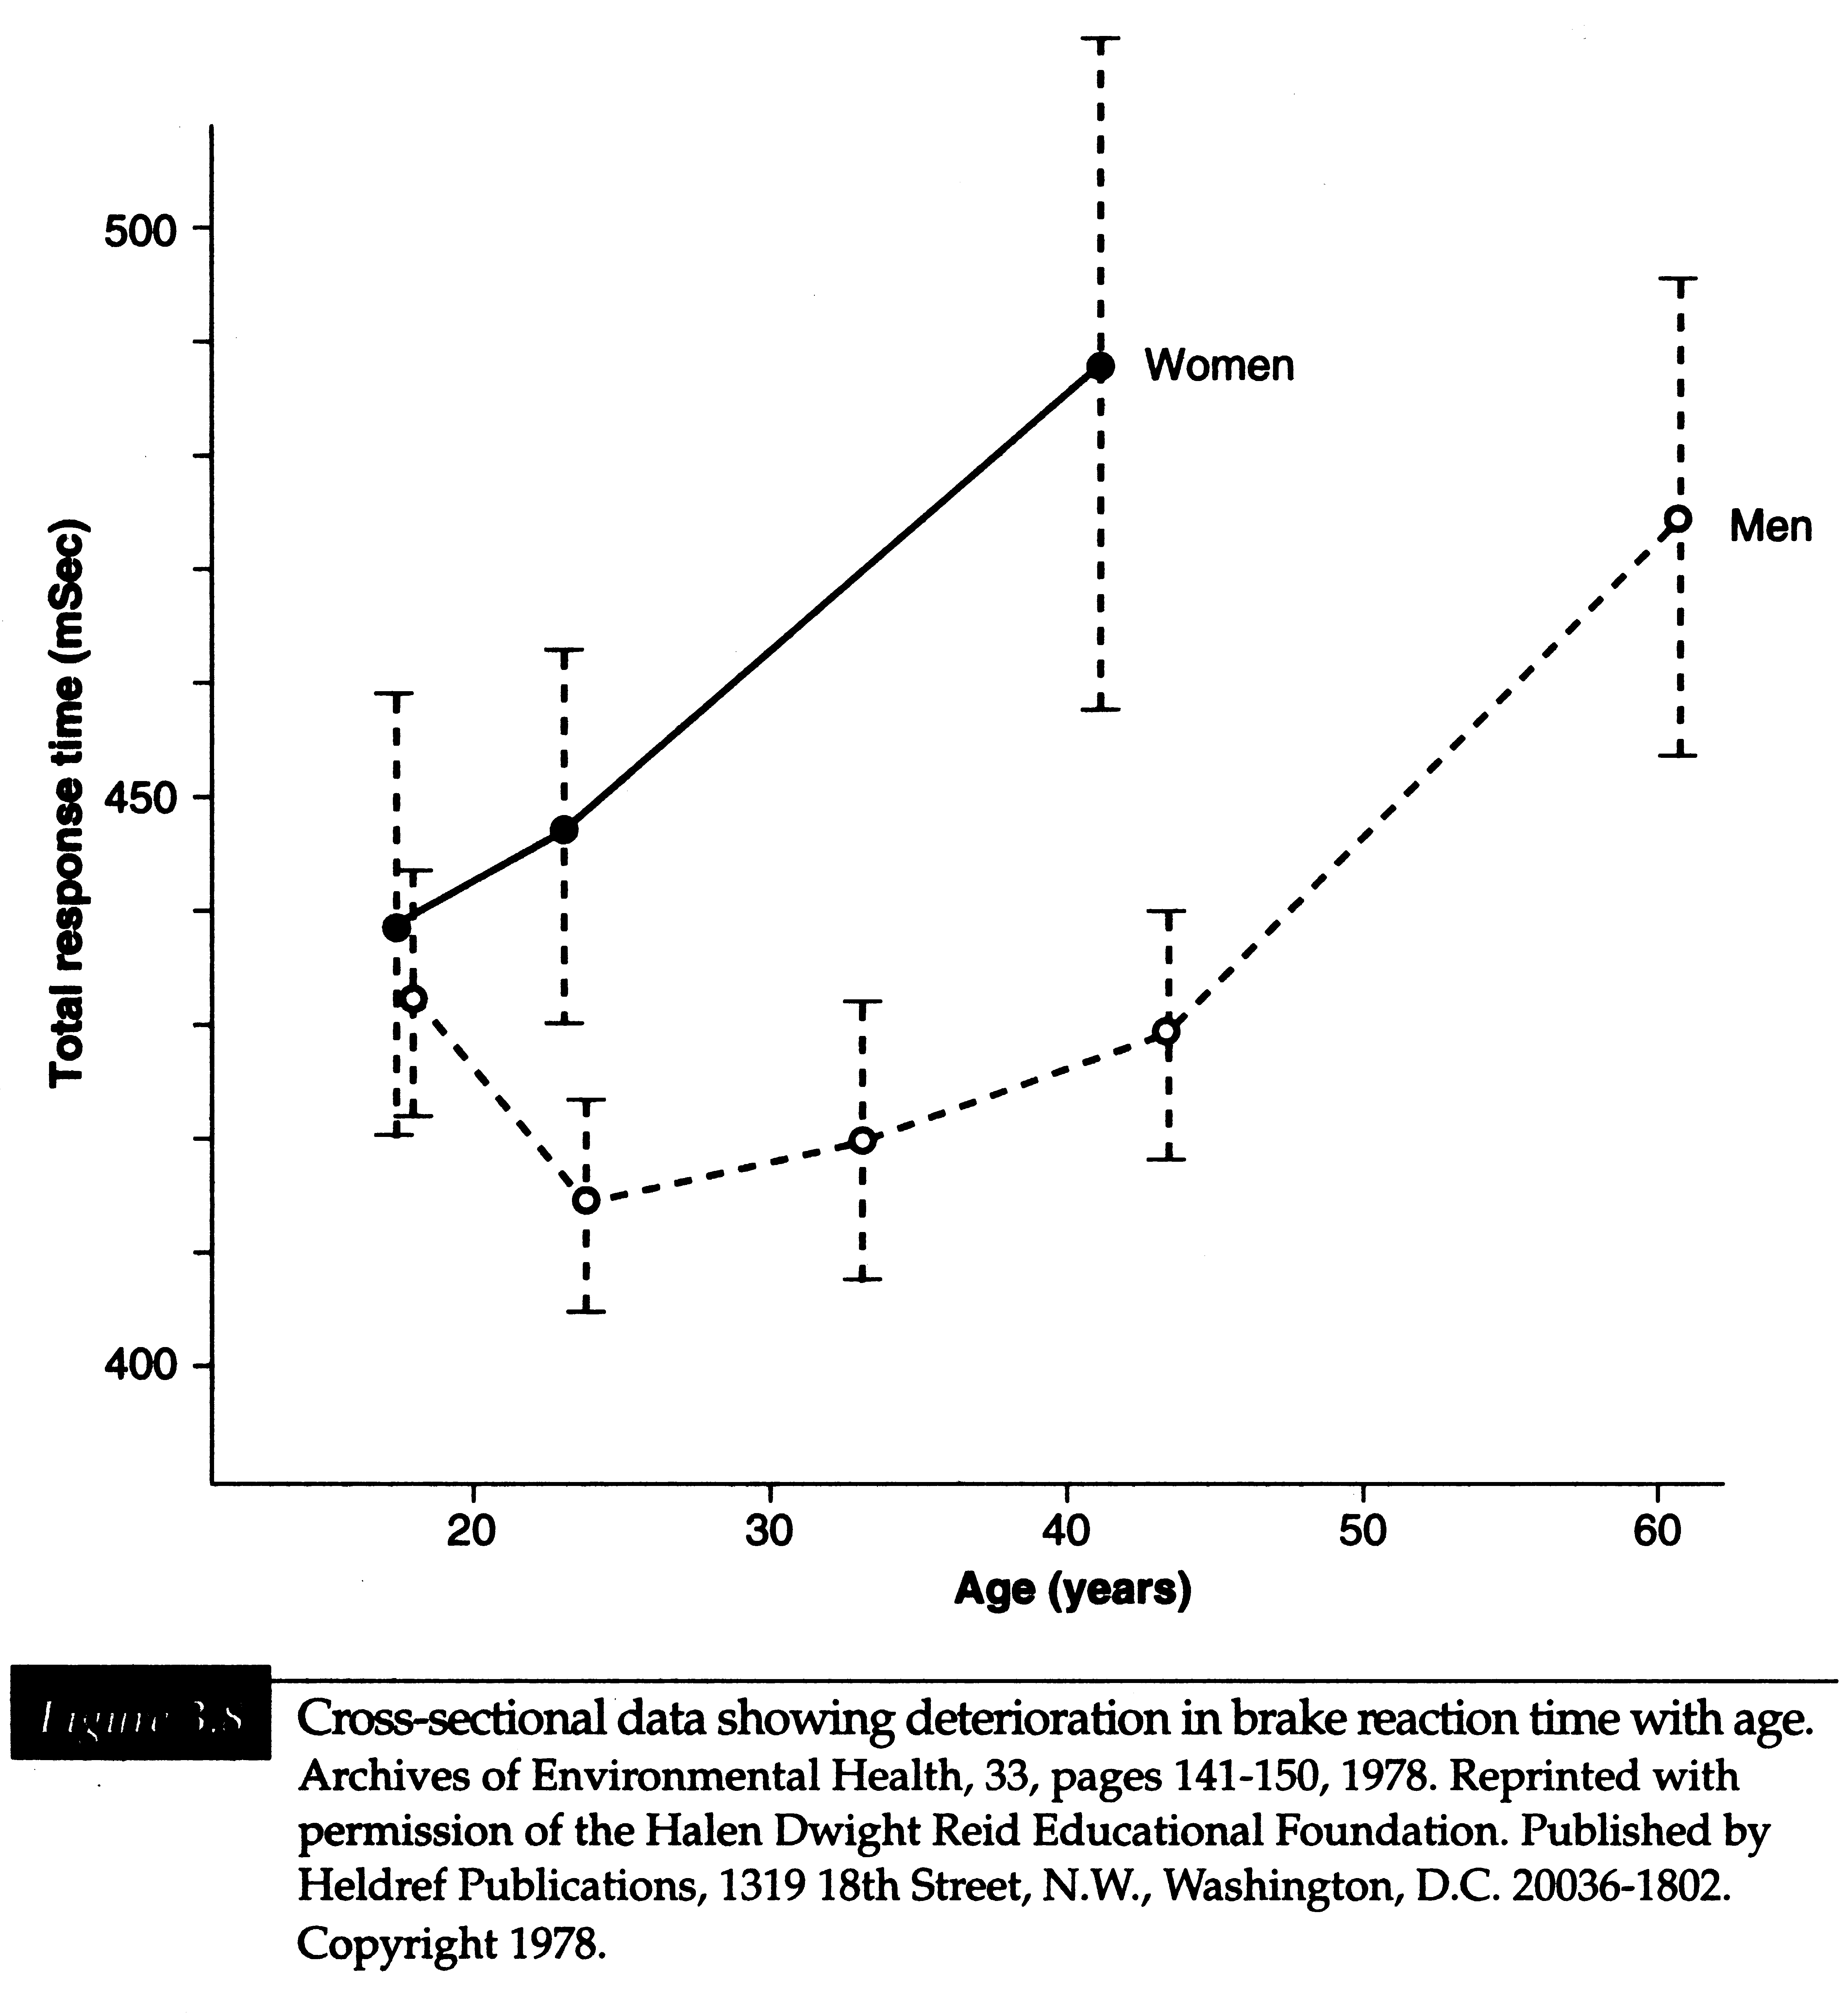 500
450
400
Total response time (mSec)
Women
Men
20 30 40 50 60
Age (years)
Figure 3.8
Cross-sectional data showing deterioration in brake reaction time with age.
Archives of Environmental Health, 33, pages 141-150, 1978. Reprinted with
permission of the Halen Dwight Reid Educational Foundation. Published by
Heldref Publications, 1319 18th Street, N.W., Washington, D.C. 20036-1802.
Copyright 1978.